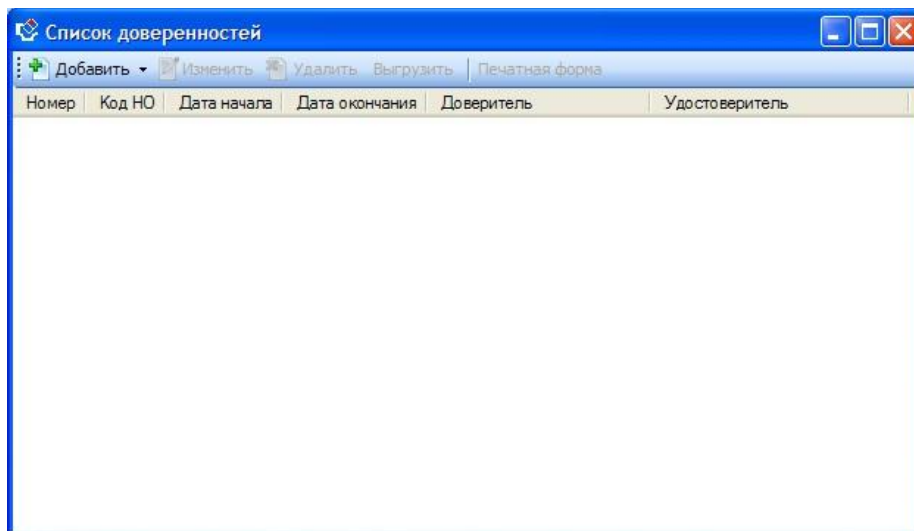 Список доверенностей
Добавить Изменить Удалить Выгрузить Печатная форма
Номер Код НО Дата начала Дата окончания Доверитель Удостоверитель